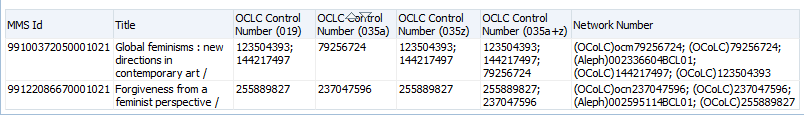 MMS Id Title OCLC Control Number (019) OCLC Control Number (035a) OCLC Control Number (035z) OCLC Control Number (035a+z) Network Number
99100372050001021 Global feminisms : new 123504393; 79256724 123504393; 123504393; (OCoLC)ocm79256724; (OCoLC)79256724;
directions in 144217497 144217497 144217497; (Aleph)002336604BCL01;
contemporary art / 79256724 (OCoLC)144217497; (OCoLC)123504393
99122086670001021 Forgiveness from a 255889827 237047596 255889827 255889827; (OCoLC)ocn237047596; (OCoLC)237047596;
feminist perspective / 237047596 (Aleph)002595114BCL01; (OCoLC)255889827